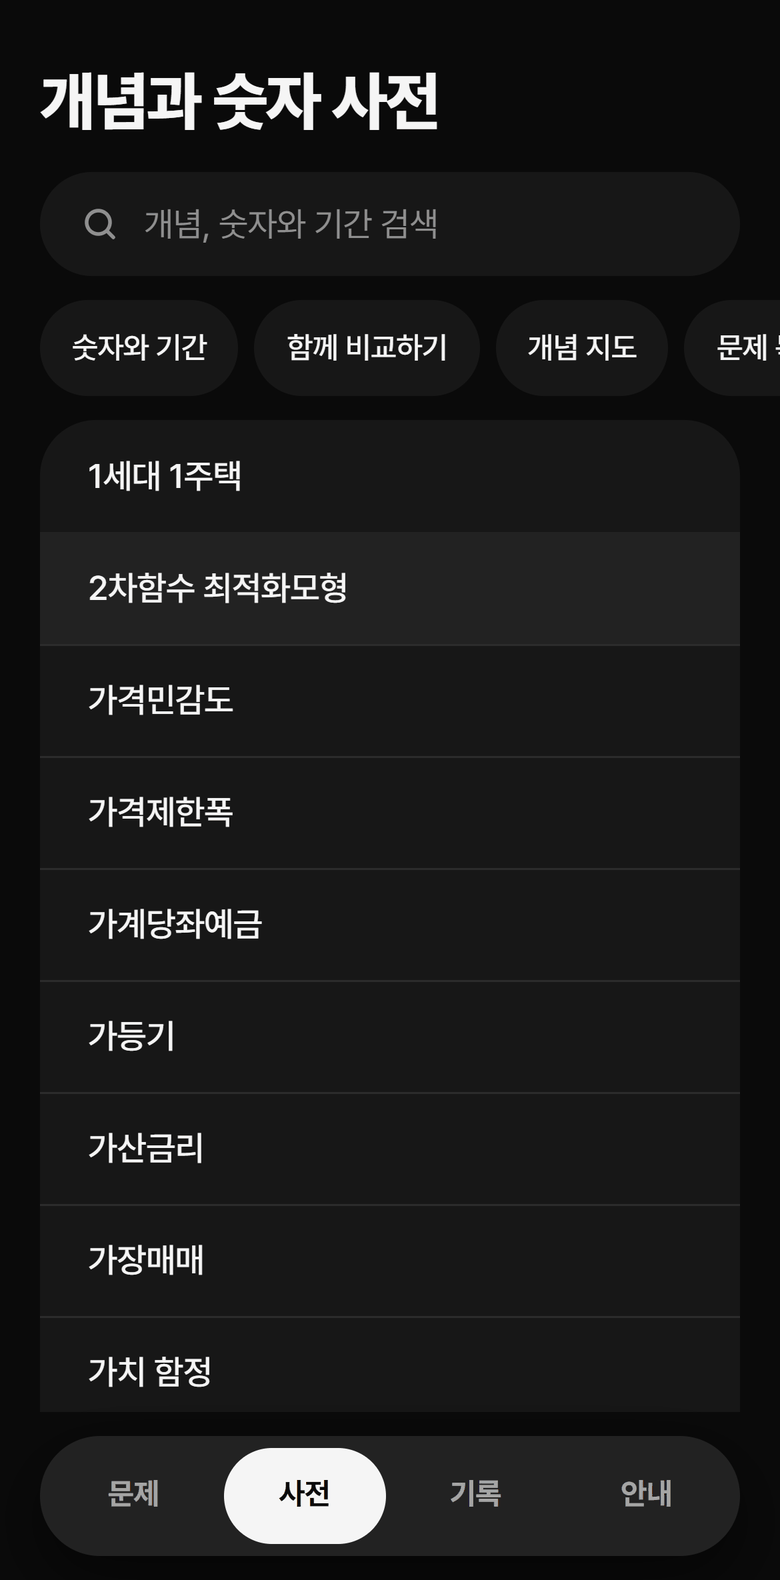 개념과 숫자 사전
개념, 숫자와 기간 검색
숫자와 기간 함께 비교하기 개념 지도 문제
1세대 1주택
2차함수 최적화모형
가격민감도
가격제한폭
가계당좌예금
가등기
가산금리
가장매매
가치 함정
문제 사전 기록 안내